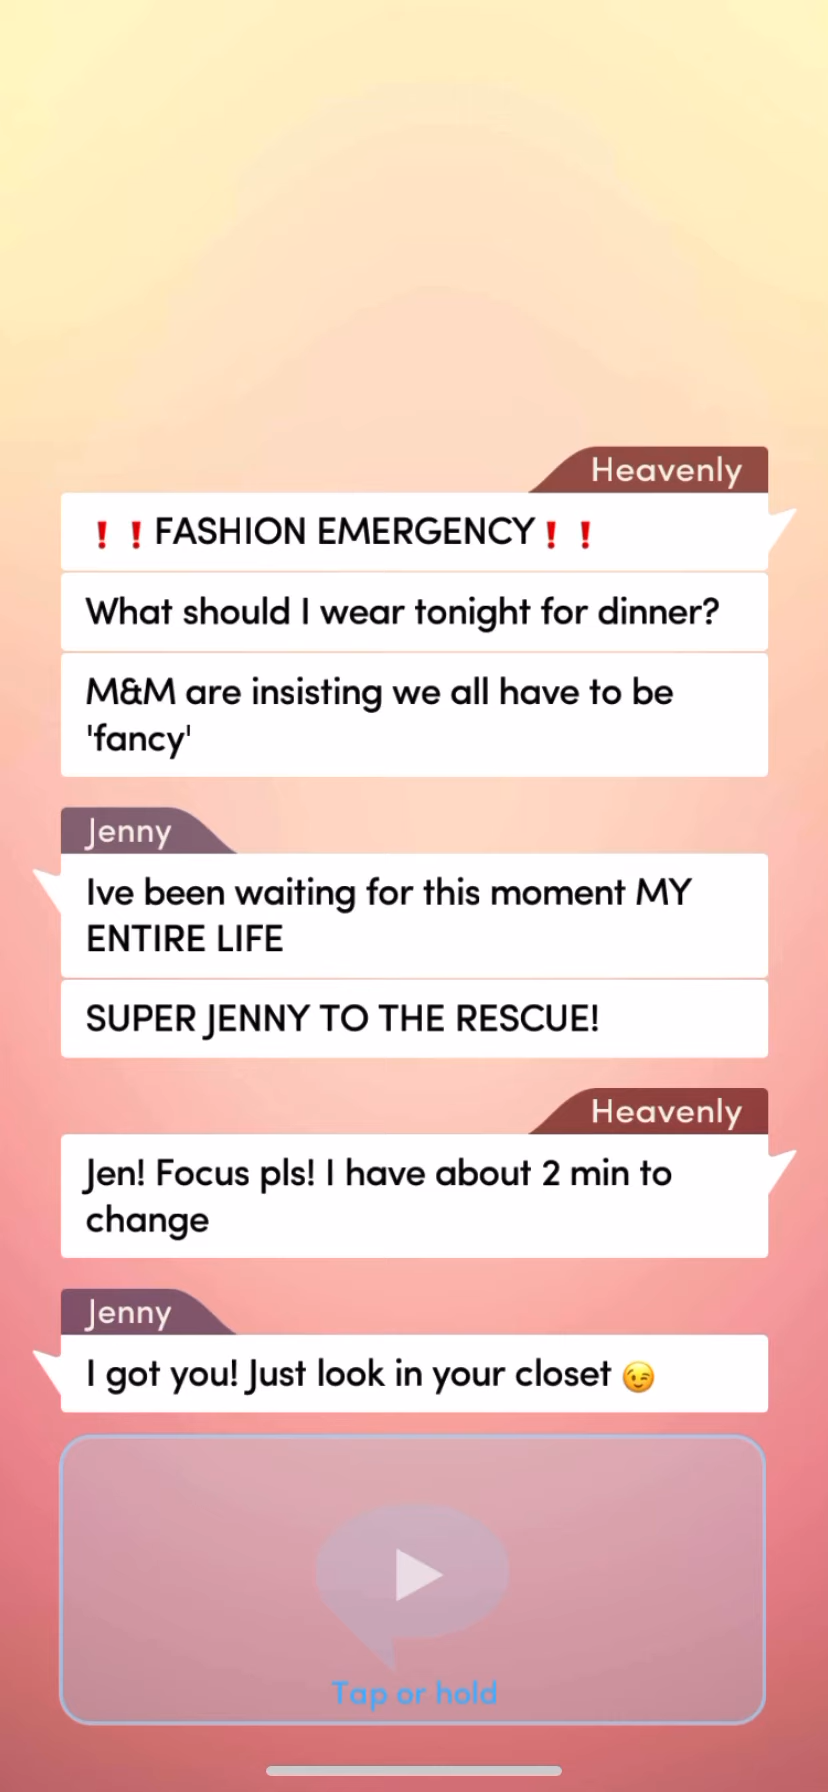 Heavenly
❗❗FASHION EMERGENCY❗❗
What should I wear tonight for dinner?
M&M are insisting we all have to be
'fancy'
Jenny
Ive been waiting for this moment MY
ENTIRE LIFE
SUPER JENNY TO THE RESCUE!
Heavenly
Jen! Focus pls! I have about 2 min to
change
Jenny
I got you! Just look in your closet 😉
Tap or hold